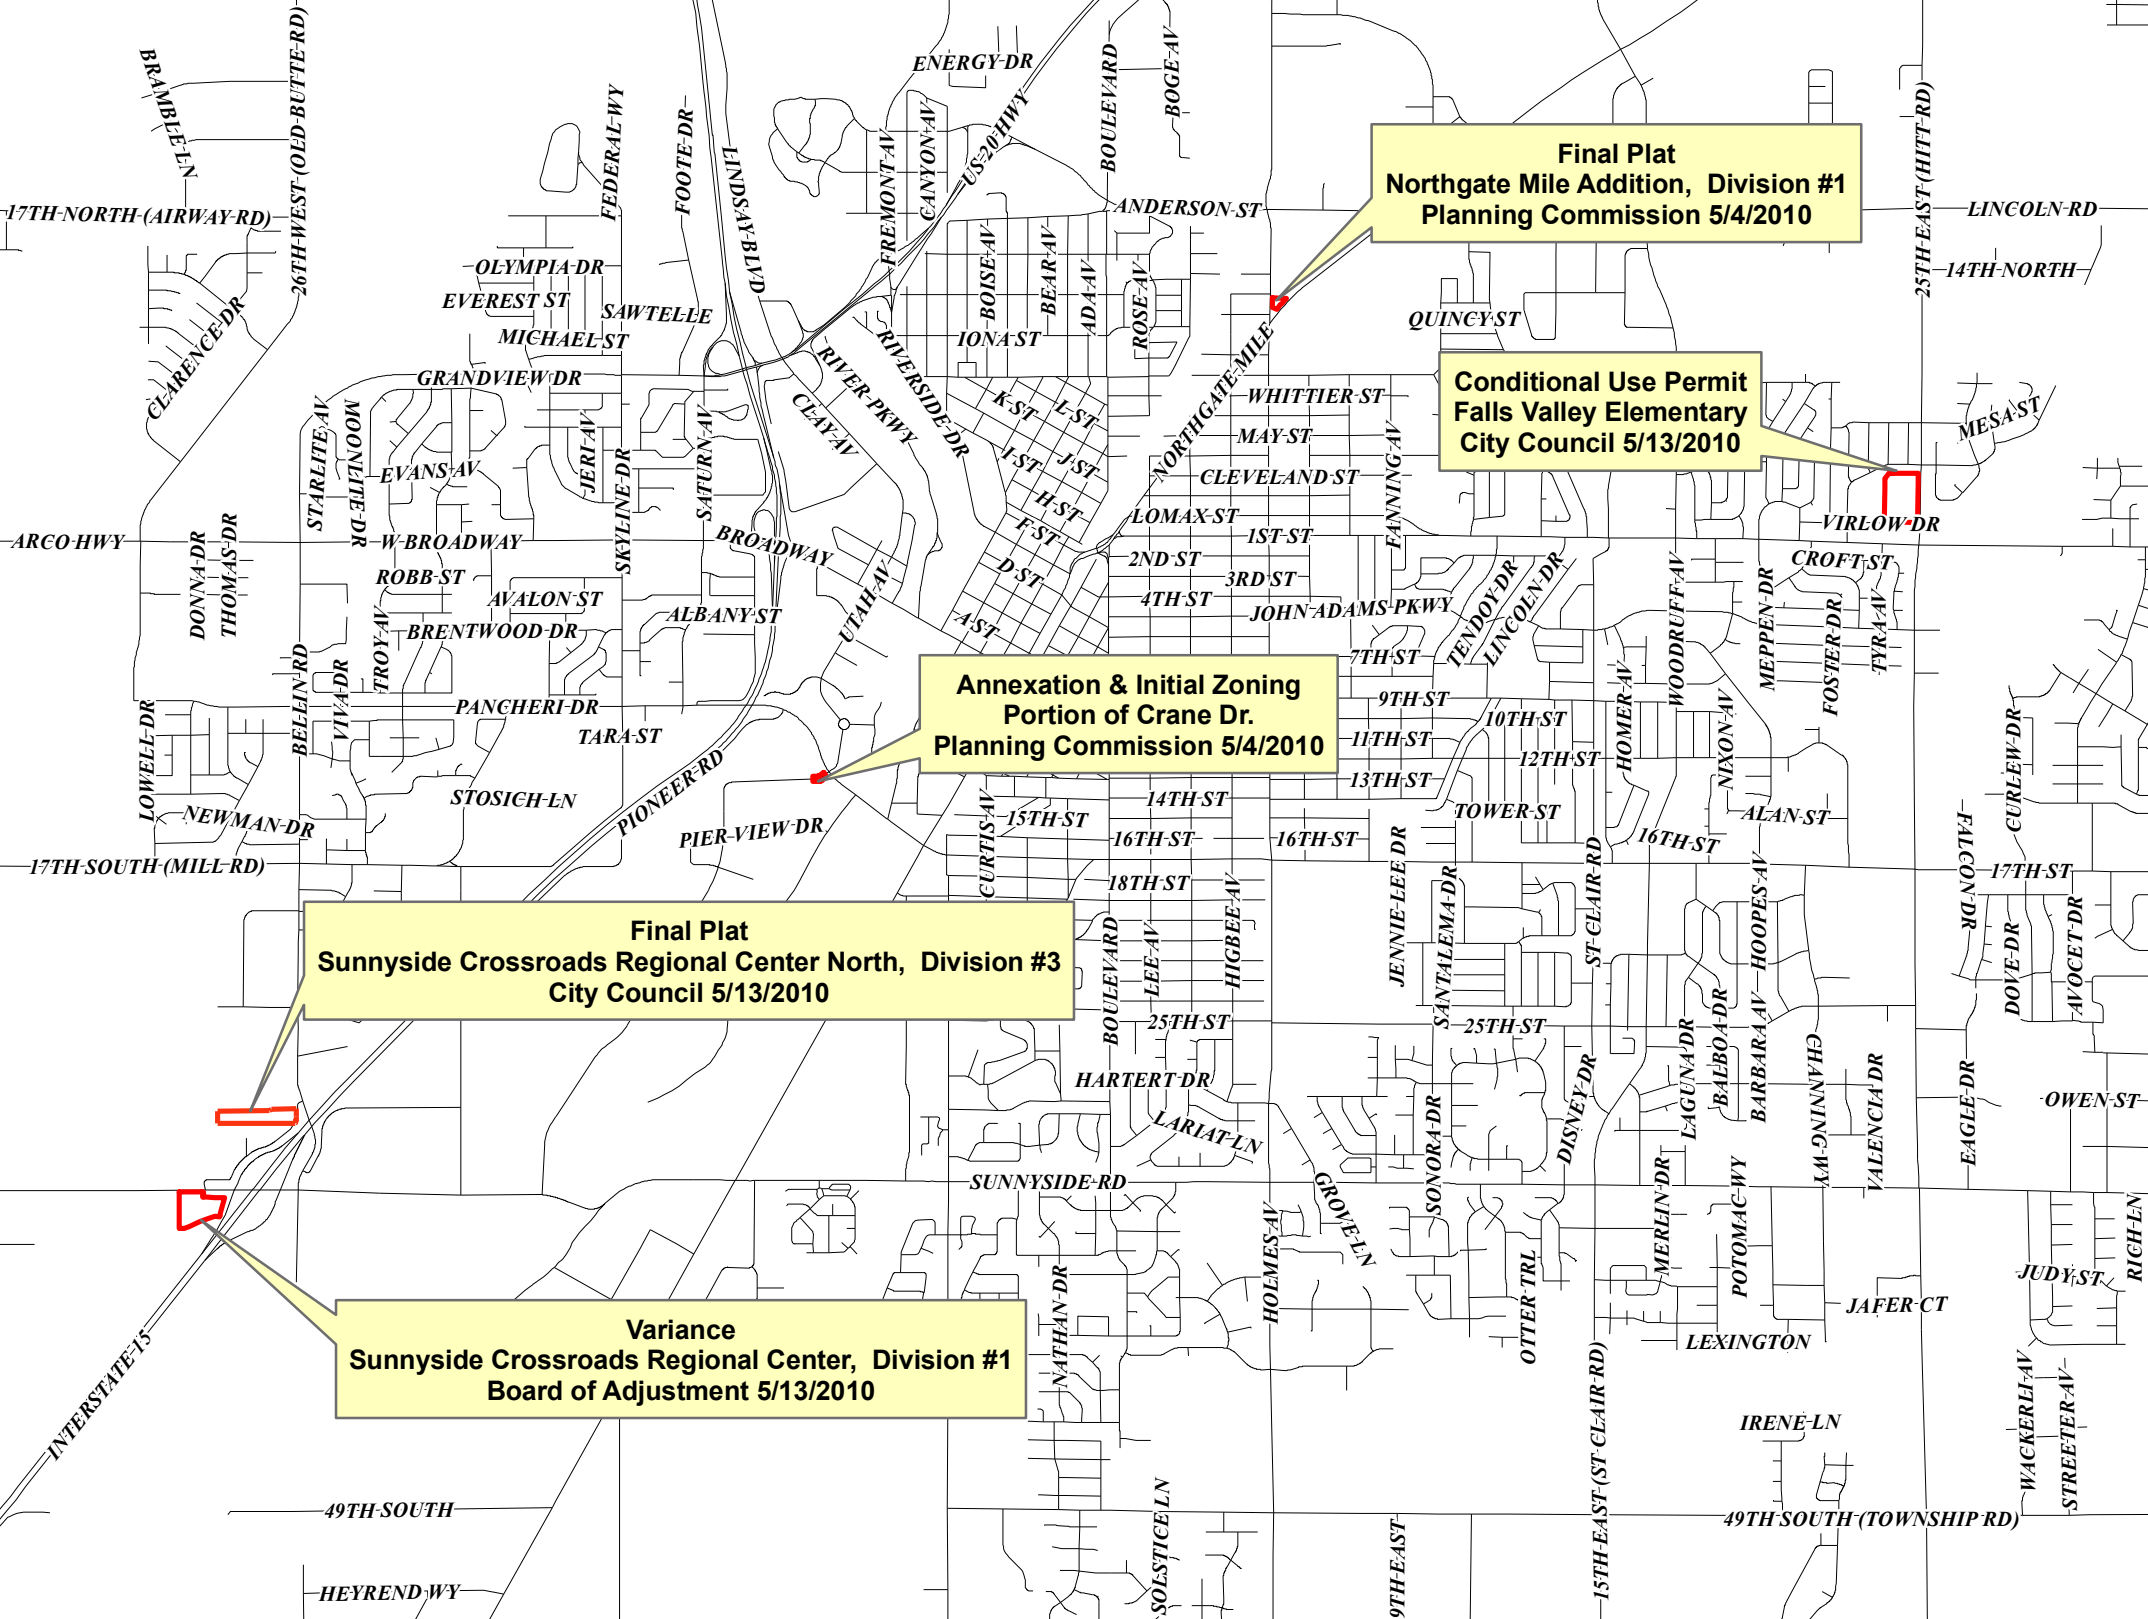 BRAMBLE LN
26TH WEST (OLD BUTTE RD)
FEDERAL WY
FOOTE DR
LINDSAY BLVD
ENERGY DR
BOULEVARD
BOGE AV
FREMONT AV
CANYON AV
US 20 HWY
25TH EAST (HITT RD)
Final Plat
Northgate Mile Addition, Division #1
Planning Commission 5/4/2010
17TH NORTH (AIRWAY RD)
ANDERSON ST
LINCOLN RD
14TH NORTH
OLYMPIA DR
EVEREST ST
SAWTELLE
MICHAEL ST
BOISE AV
BEAR AV
ADA AV
ROSE AV
IONA ST
QUINCY ST
CLARENCE DR
GRANDVIEW DR
RIVER PKWY
RIVERSIDE DR
CLAY AV
NORTHGATE MILE
K ST
L ST
I ST
J ST
H ST
F ST
D ST
A ST
WHITTIER ST
MAY ST
CLEVELAND ST
LOMAX ST
1ST ST
2ND ST
3RD ST
4TH ST
FANNING AV
Conditional Use Permit
Falls Valley Elementary
City Council 5/13/2010
MESA ST
VIRLOW DR
STARLITE AV
MOONLITE DR
EVANS AV
JERI AV
SKYLINE DR
SATURN AV
ARCO HWY
W BROADWAY
BROADWAY
DONNA DR
THOMAS DR
ROBB ST
AVALON ST
ALBANY ST
BRENTWOOD DR
TROY AV
UTAH AV
JOHN ADAMS PKWY
TENDOY DR
LINCOLN DR
WOODRUFF AV
MEPPEN DR
CROFT ST
FOSTER DR
TYRA AV
Annexation & Initial Zoning
Portion of Crane Dr.
Planning Commission 5/4/2010
7TH ST
9TH ST
10TH ST
11TH ST
12TH ST
13TH ST
HOMER AV
NIXON AV
BELLIN RD
VIVA DR
PANCHERI DR
TARA ST
LOWELL DR
PIONEER RD
STOSICH LN
NEWMAN DR
PIER VIEW DR
CURTIS AV
14TH ST
15TH ST
16TH ST
16TH ST
TOWER ST
16TH ST
ALAN ST
CURLEW DR
FALCON DR
17TH SOUTH (MILL RD)
17TH ST
18TH ST
JENNIE LEE DR
SANTALEMA DR
ST CLAIR RD
HOOPES AV
DOVE DR
AVOCET DR
Final Plat
Sunnyside Crossroads Regional Center North, Division #3
City Council 5/13/2010
BOULEVARD
LEE AV
HIGBEE AV
25TH ST
25TH ST
LAGUNA DR
BALBOA DR
BARBARA AV
CHANNING WY
VALENCIA DR
EAGLE DR
OWEN ST
HARTERT DR
LARIAT LN
SONORA DR
DISNEY DR
SUNNYSIDE RD
GROVE LN
HOLMES AV
MERLIN DR
POTOMAC WY
RICH LN
OTTER TRL
JUDY ST
JAFER CT
LEXINGTON
NATHAN DR
Variance
Sunnyside Crossroads Regional Center, Division #1
Board of Adjustment 5/13/2010
INTERSTATE 15
15TH EAST (ST CLAIR RD)
IRENE LN
WACKERLI AV
STREETER AV
49TH SOUTH
49TH SOUTH (TOWNSHIP RD)
SOLSTICE LN
9TH EAST
HEYREND WY